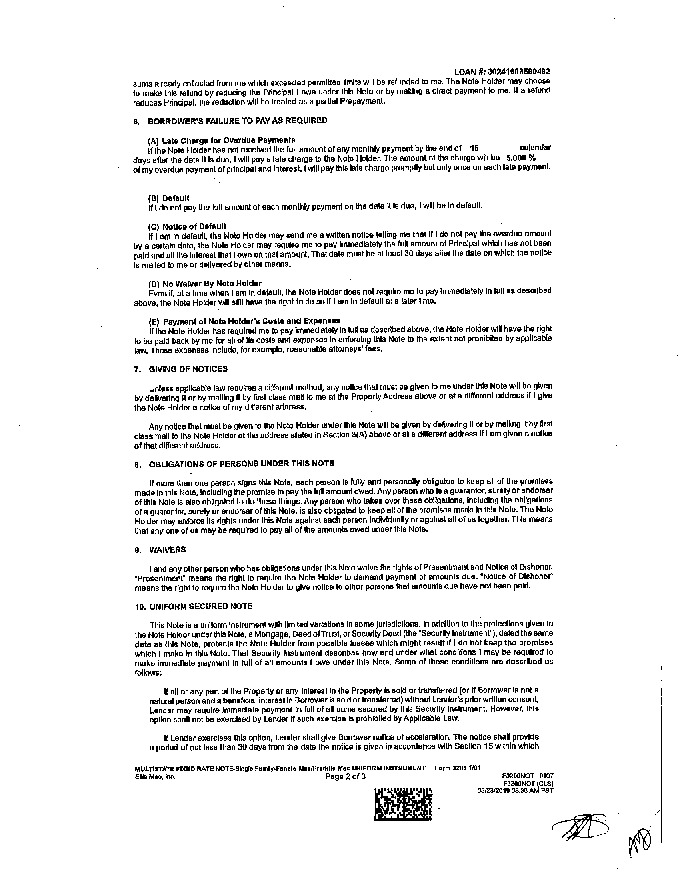 LOAN #: 30241603580482
sums already collected from me which exceeded permitted limits will be refunded to me. The Note Holder may choose
to make this refund by reducing the Principal I owe under this Note or by making a direct payment to me. If a refund
reduces Principal, the reduction will be treated as a partial Prepayment.
6. BORROWER'S FAILURE TO PAY AS REQUIRED
(A) Late Charge for Overdue Payments
If the Note Holder has not received the full amount of any monthly payment by the end of 15 calendar
days after the date it is due, I will pay a late charge to the Note Holder. The amount of the charge will be 5.000 %
of my overdue payment of principal and interest. I will pay this late charge promptly but only once on each late payment.
(B) Default
If I do not pay the full amount of each monthly payment on the date it is due, I will be in default.
(C) Notice of Default
If I am in default, the Note Holder may send me a written notice telling me that if I do not pay the overdue amount
by a certain date, the Note Holder may require me to pay immediately the full amount of Principal which has not been
paid and all the interest that I owe on that amount. That date must be at least 30 days after the date on which the notice
is mailed to me or delivered by other means.
(D) No Waiver By Note Holder
Even if, at a time when I am in default, the Note Holder does not require me to pay immediately in full as described
above, the Note Holder will still have the right to do so if I am in default at a later time.
(E) Payment of Note Holder's Costs and Expenses
If the Note Holder has required me to pay immediately in full as described above, the Note Holder will have the right
to be paid back by me for all of its costs and expenses in enforcing this Note to the extent not prohibited by applicable
law. Those expenses include, for example, reasonable attorneys' fees.
7. GIVING OF NOTICES
Unless applicable law requires a different method, any notice that must be given to me under this Note will be given
by delivering it or by mailing it by first class mail to me at the Property Address above or at a different address if I give
the Note Holder a notice of my different address.
Any notice that must be given to the Note Holder under this Note will be given by delivering it or by mailing it by first
class mail to the Note Holder at the address stated in Section 3(A) above or at a different address if I am given a notice
of that different address.
8. OBLIGATIONS OF PERSONS UNDER THIS NOTE
If more than one person signs this Note, each person is fully and personally obligated to keep all of the promises
made in this Note, including the promise to pay the full amount owed. Any person who is a guarantor, surety or endorser
of this Note is also obligated to do these things. Any person who takes over these obligations, including the obligations
of a guarantor, surety or endorser of this Note, is also obligated to keep all of the promises made in this Note. The Note
Holder may enforce its rights under this Note against each person individually or against all of us together. This means
that any one of us may be required to pay all of the amounts owed under this Note.
9. WAIVERS
I and any other person who has obligations under this Note waive the rights of Presentment and Notice of Dishonor.
"Presentment" means the right to require the Note Holder to demand payment of amounts due. "Notice of Dishonor"
means the right to require the Note Holder to give notice to other persons that amounts due have not been paid.
10. UNIFORM SECURED NOTE
This Note is a uniform instrument with limited variations in some jurisdictions. In addition to the protections given to
the Note Holder under this Note, a Mortgage, Deed of Trust, or Security Deed (the "Security Instrument"), dated the same
date as this Note, protects the Note Holder from possible losses which might result if I do not keep the promises
which I make in this Note. That Security Instrument describes how and under what conditions I may be required to
make immediate payment in full of all amounts I owe under this Note. Some of those conditions are described as
follows:
If all or any part of the Property or any Interest in the Property is sold or transferred (or if Borrower is not a
natural person and a beneficial interest in Borrower is sold or transferred) without Lender's prior written consent,
Lender may require immediate payment in full of all sums secured by this Security Instrument. However, this
option shall not be exercised by Lender if such exercise is prohibited by Applicable Law.
If Lender exercises this option, Lender shall give Borrower notice of acceleration. The notice shall provide
a period of not less than 30 days from the date the notice is given in accordance with Section 15 within which
MULTISTATE FIXED RATE NOTE-Single Family-Fannie Mae/Freddie Mac UNIFORM INSTRUMENT Form 3200 1/01
Ellie Mae, Inc. Page 2 of 3 F3200NOT 0107
F3200NOT (CLS)